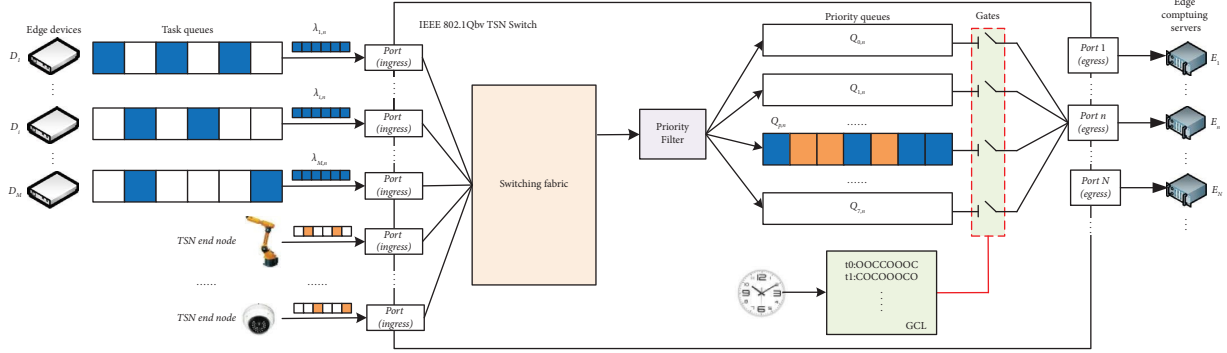 Edge devices
Task queues
IEEE 802.1Qbv TSN Switch
Priority queues
Gates
Edge
comptuing
servers
D1
λ1,n
Port
(ingress)
Q0,n
Port 1
(egress)
E1
Di
λi,n
Port
(ingress)
Q1,n
Priority
Filter
Qp,n
......
Port n
(egress)
En
DM
λM,n
Port
(ingress)
Switching fabric
......
Port N
(egress)
EN
Q7,n
TSN end node
Port
(ingress)
......
......
t0:OOCCOOOC
t1:COCOOOCO
GCL
TSN end node
Port
(ingress)